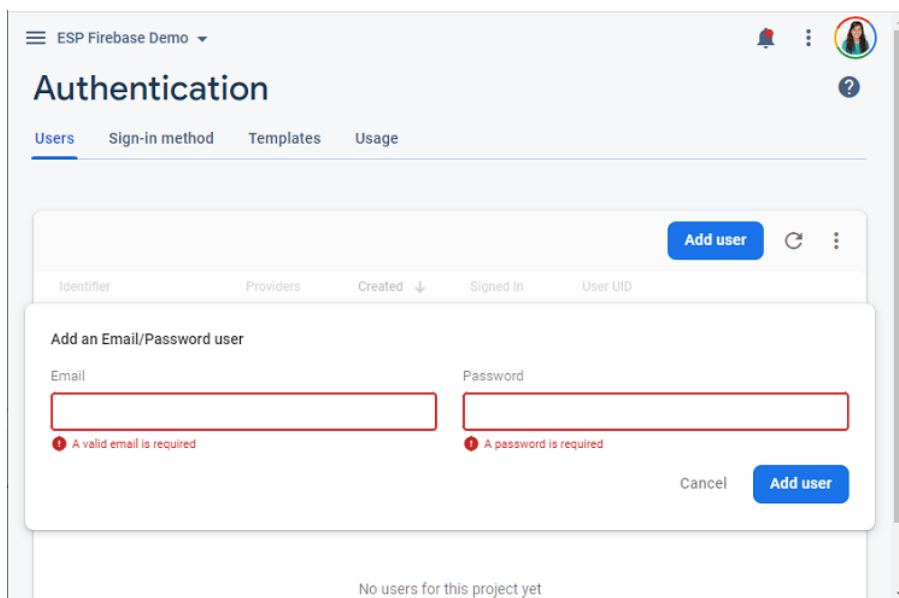 ESP Firebase Demo
Authentication
Users Sign-in method Templates Usage
Add user
Identifier Providers Created Signed In User UID
Add an Email/Password user
Email Password
A valid email is required A password is required
Cancel Add user
No users for this project yet